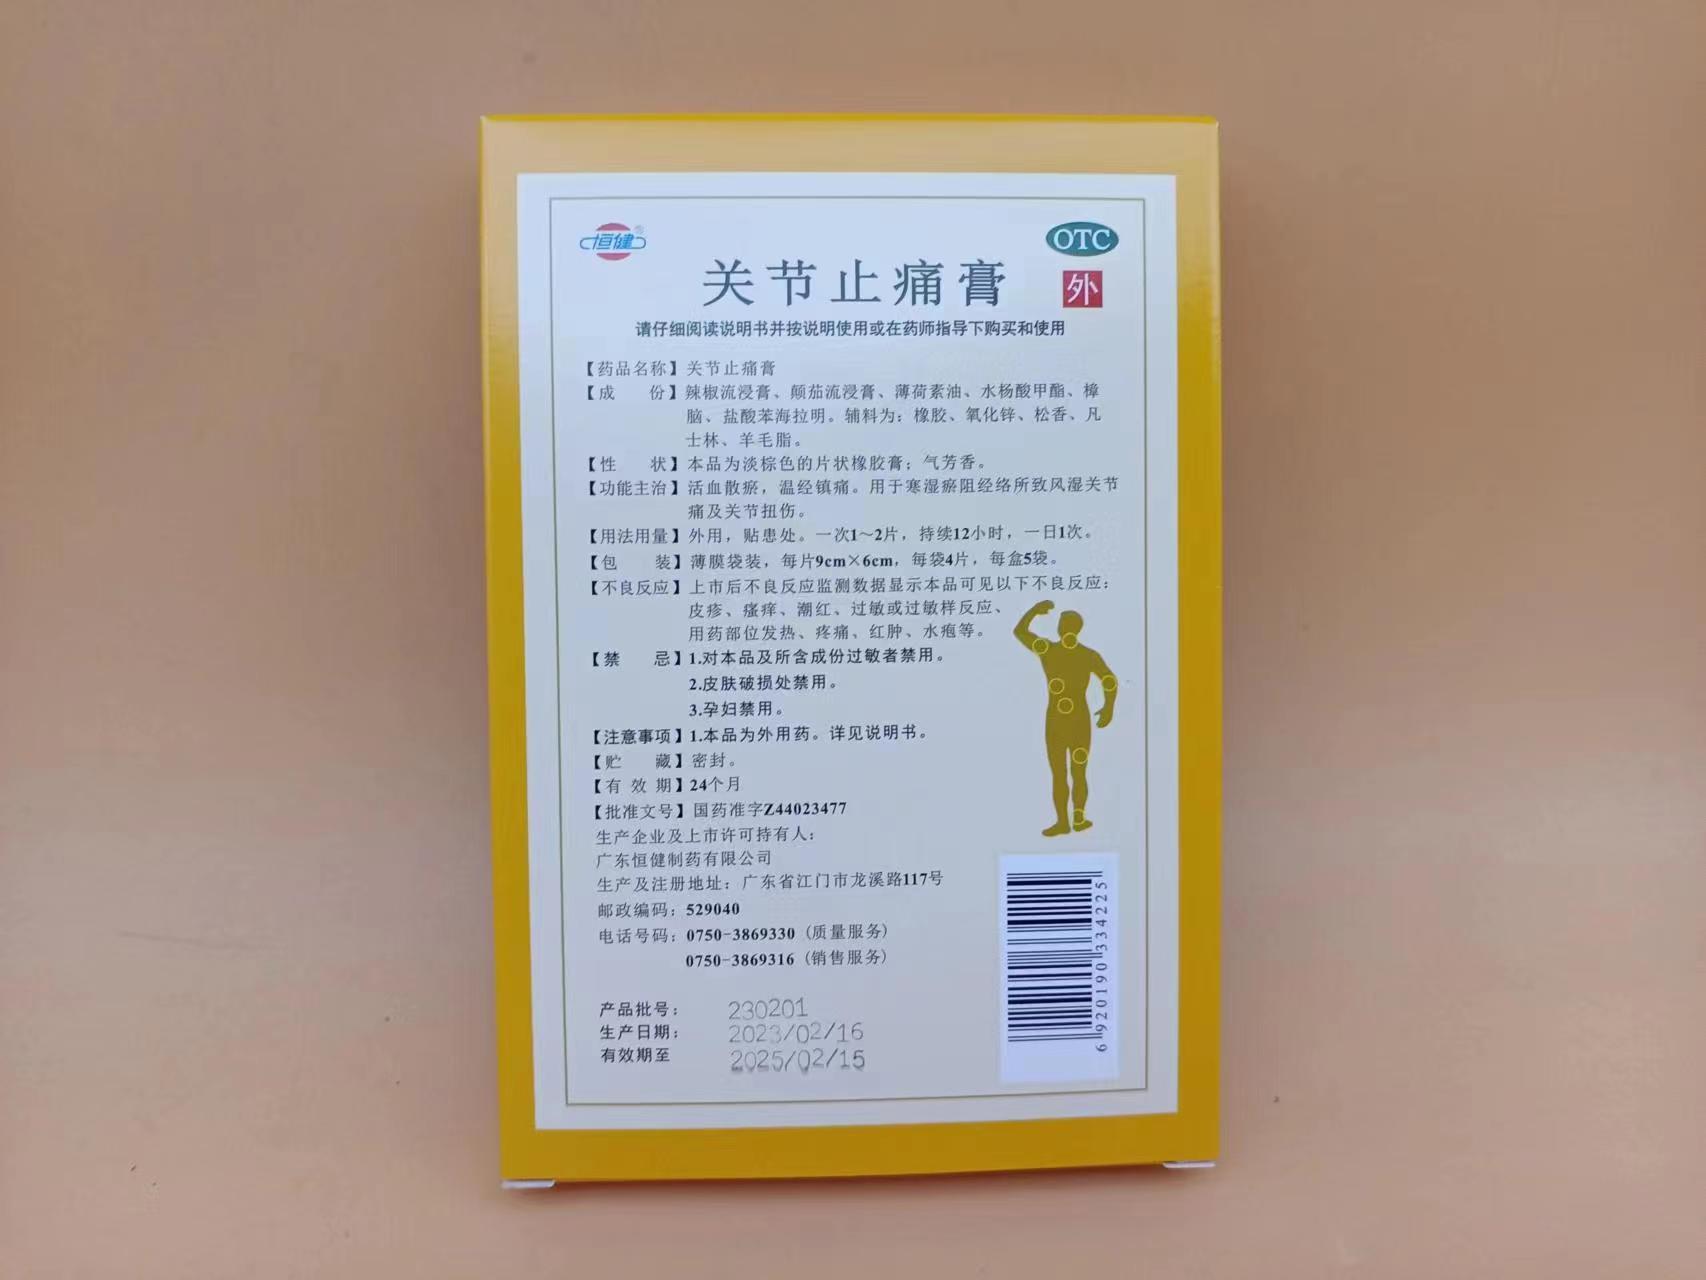 恒健®
OTC
关节止痛膏
外
请仔细阅读说明书并按说明使用或在药师指导下购买和使用
【药品名称】关节止痛膏
【成 份】辣椒流浸膏、颠茄流浸膏、薄荷素油、水杨酸甲酯、樟
脑、盐酸苯海拉明。辅料为：橡胶、氧化锌、松香、凡
士林、羊毛脂。
【性 状】本品为淡棕色的片状橡胶膏；气芳香。
【功能主治】活血散瘀，温经镇痛。用于寒湿瘀阻经络所致风湿关节
痛及关节扭伤。
【用法用量】外用，贴患处。一次1～2片，持续12小时，一日1次。
【包 装】薄膜袋装，每片9cm×6cm，每袋4片，每盒5袋。
【不良反应】上市后不良反应监测数据显示本品可见以下不良反应：
皮疹、瘙痒、潮红、过敏或过敏样反应、
用药部位发热、疼痛、红肿、水疱等。
【禁 忌】1.对本品及所含成份过敏者禁用。
2.皮肤破损处禁用。
3.孕妇禁用。
【注意事项】1.本品为外用药。详见说明书。
【贮 藏】密封。
【有 效 期】24个月
【批准文号】国药准字Z44023477
生产企业及上市许可持有人：
广东恒健制药有限公司
生产及注册地址：广东省江门市龙溪路117号
邮政编码：529040
电话号码：0750-3869330（质量服务）
0750-3869316（销售服务）
产品批号： 230201
生产日期： 2023/02/16
有效期至 2025/02/15
6 920190 334225